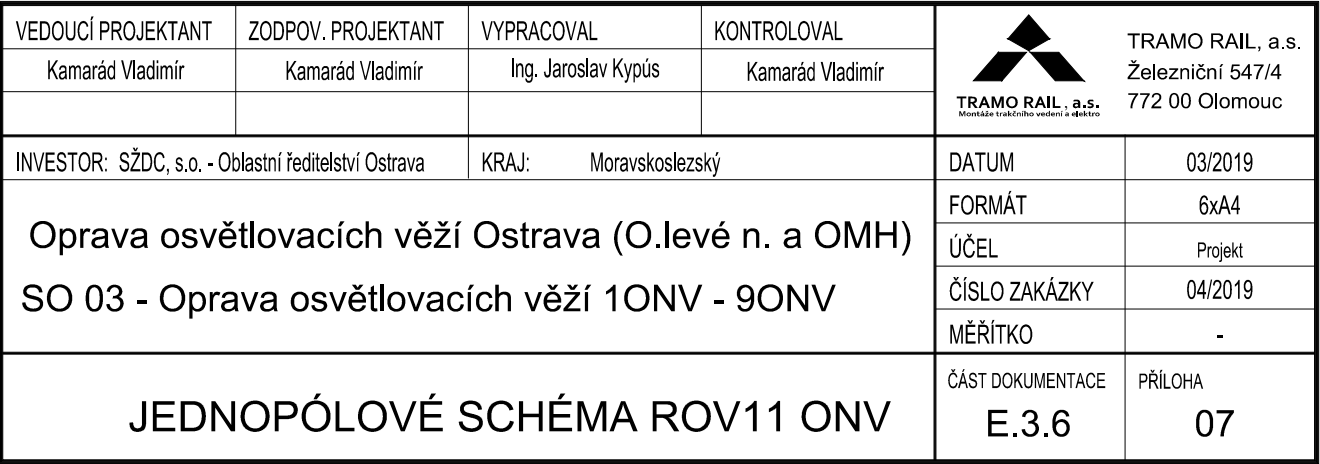 VEDOUCÍ PROJEKTANT ZODPOV. PROJEKTANT VYPRACOVAL KONTROLOVAL
Kamarád Vladimír Kamarád Vladimír Ing. Jaroslav Kypús Kamarád Vladimír
TRAMO RAIL, a.s.
Montáže trakčního vedení a elektro
TRAMO RAIL, a.s.
Železniční 547/4
772 00 Olomouc
INVESTOR: SŽDC, s.o. - Oblastní ředitelství Ostrava KRAJ: Moravskoslezský
DATUM 03/2019
FORMÁT 6xA4
ÚČEL Projekt
ČÍSLO ZAKÁZKY 04/2019
MĚŘÍTKO -
Oprava osvětlovacích věží Ostrava (O.levé n. a OMH)
SO 03 - Oprava osvětlovacích věží 1ONV - 9ONV
JEDNOPÓLOVÉ SCHÉMA ROV11 ONV
ČÁST DOKUMENTACE PŘÍLOHA
E.3.6 07